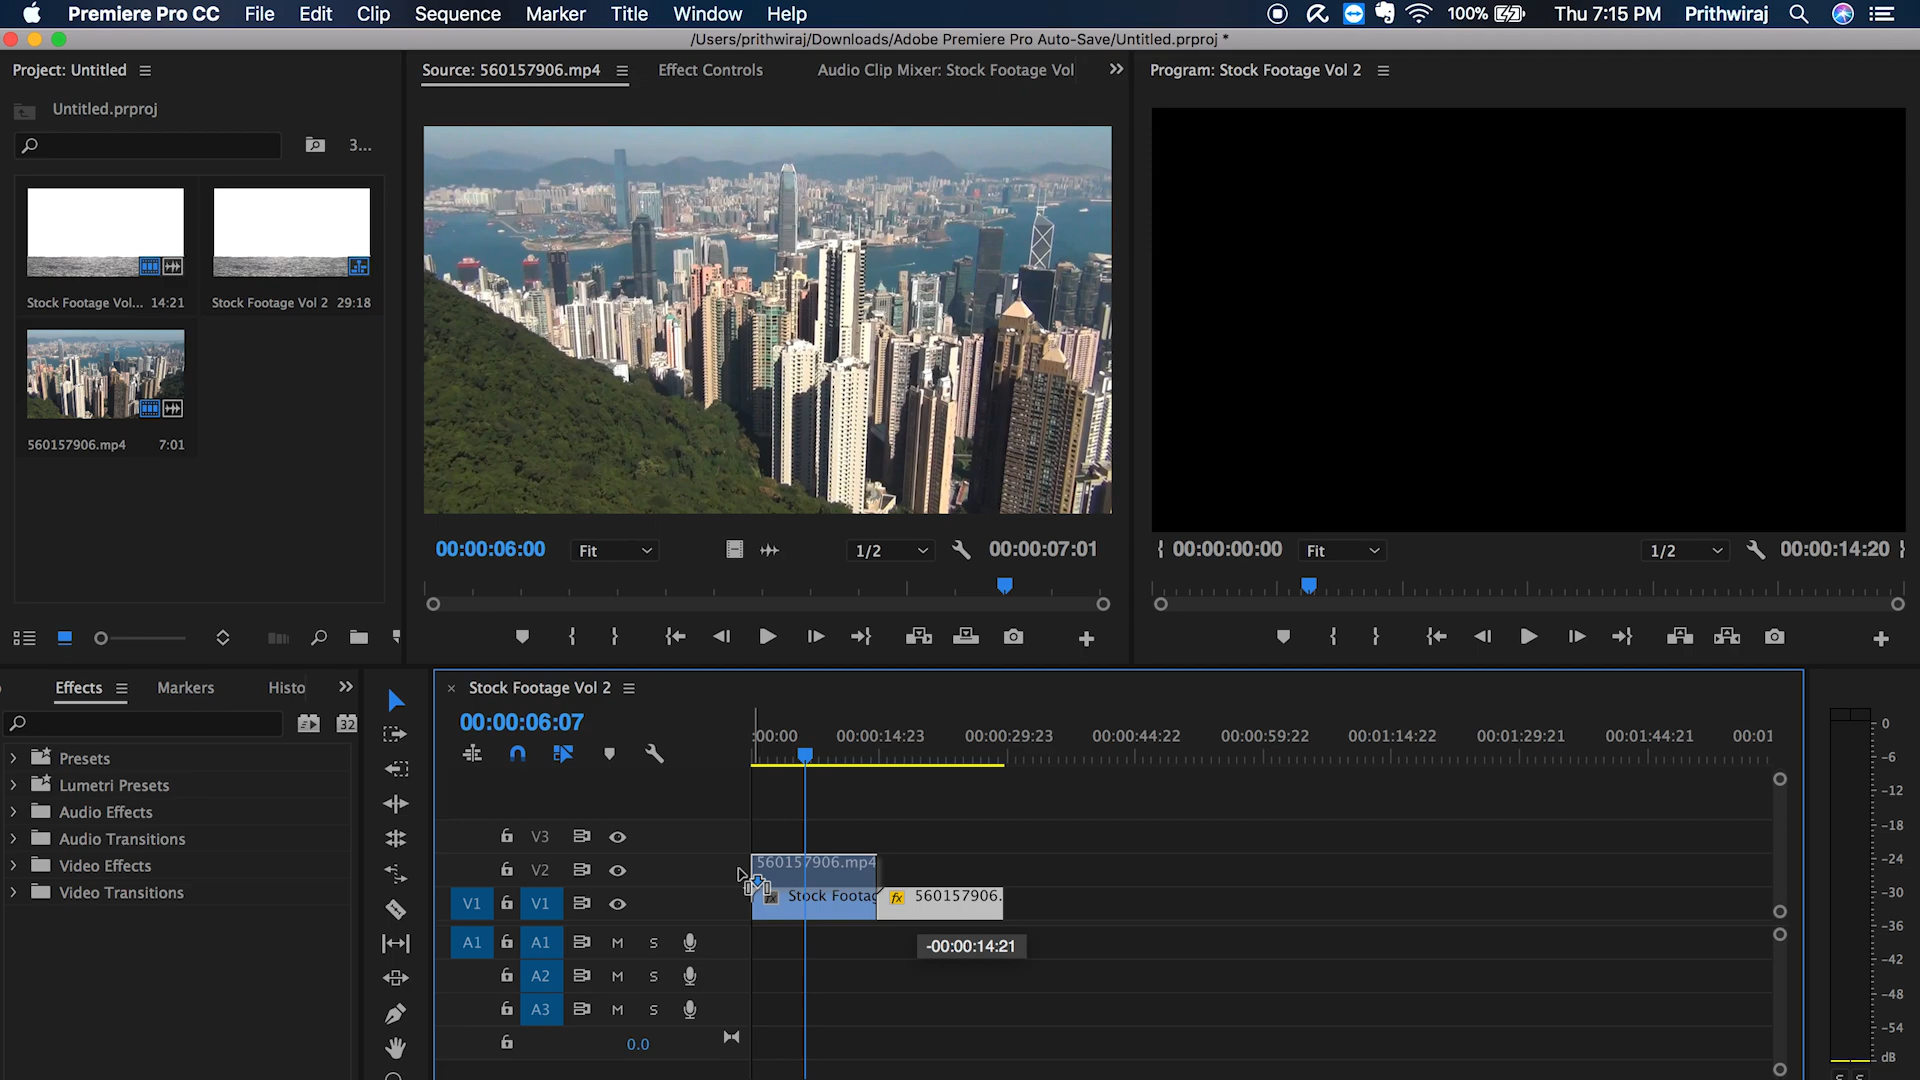 Premiere Pro CC File Edit Clip Sequence Marker Title Window Help 100% Thu 7:15 PM Prithwiraj
/Users/prithwiraj/Downloads/Adobe Premiere Pro Auto-Save/Untitled.prproj *
Project: Untitled
Untitled.prproj
3...
Stock Footage Vol... 14:21
Stock Footage Vol 2 29:18
560157906.mp4 7:01
Source: 560157906.mp4 Effect Controls Audio Clip Mixer: Stock Footage Vol
00:00:06:00 Fit 1/2 00:00:07:01
Program: Stock Footage Vol 2
00:00:00:00 Fit 1/2 00:00:14:20
Effects Markers Histo
32
Presets
Lumetri Presets
Audio Effects
Audio Transitions
Video Effects
Video Transitions
× Stock Footage Vol 2
00:00:06:07
:00:00 00:00:14:23 00:00:29:23 00:00:44:22 00:00:59:22 00:01:14:22 00:01:29:21 00:01:44:21 00:01
V3
V2 560157906.mp4
V1 V1 fx Stock Footag fx 560157906.
A1 A1 M S -00:00:14:21
A2 M S
A3 M S
0.0
0
-6
-12
-18
-24
-30
-36
-42
-48
-54
dB
S S